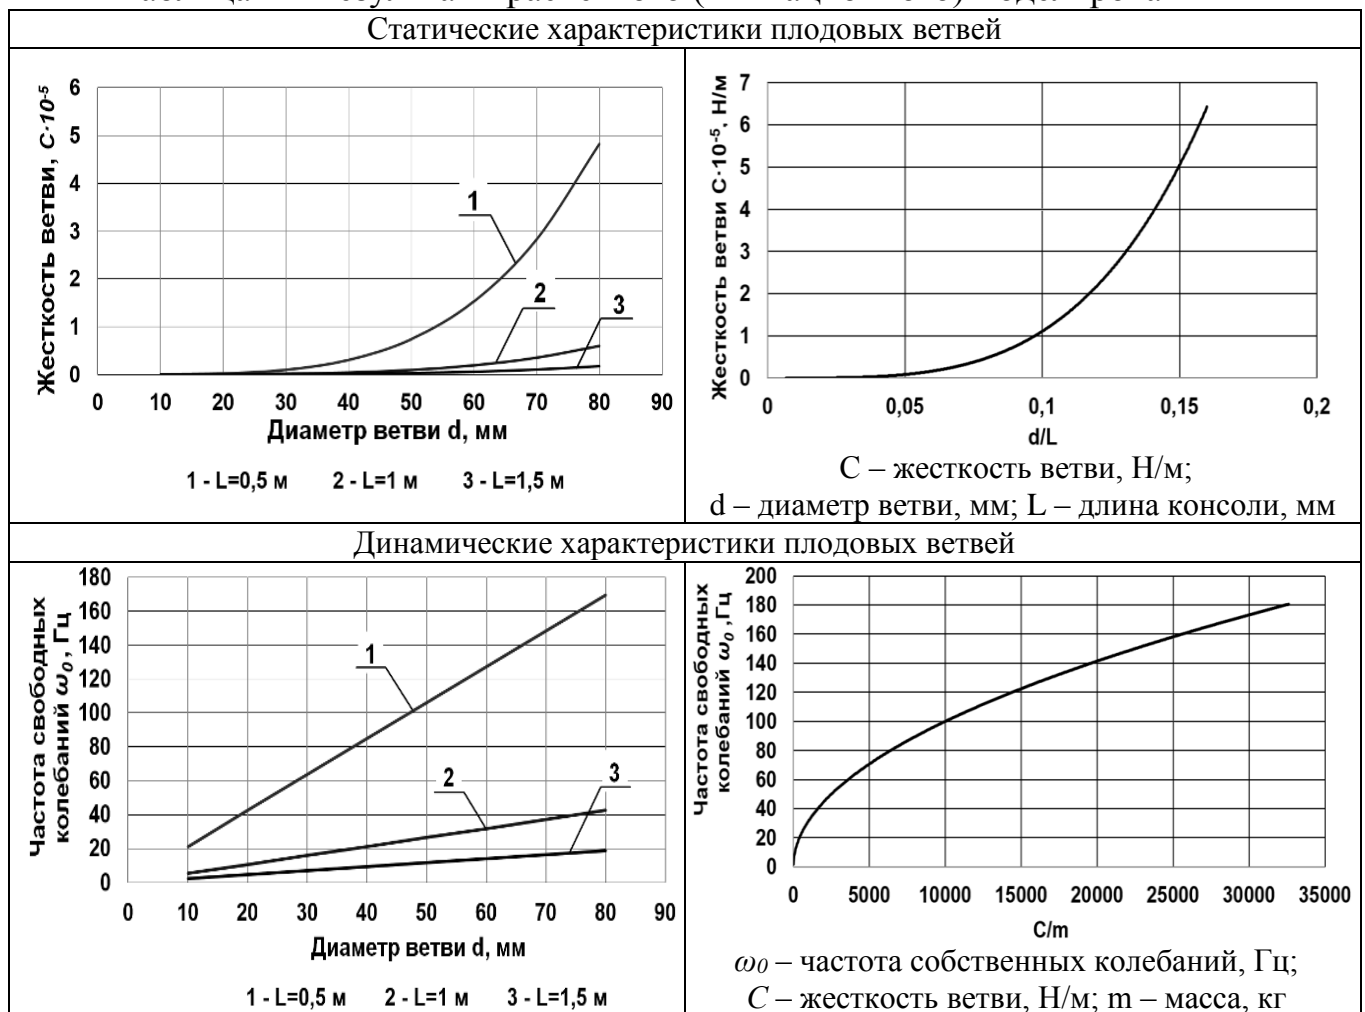 Статические характеристики плодовых ветвей
Жесткость ветви, C·10⁻⁵
6
5
4
3
2
1
0
1
2
3
0 10 20 30 40 50 60 70 80 90
Диаметр ветви d, мм
1 - L=0,5 м 2 - L=1 м 3 - L=1,5 м
Жесткость ветви C·10⁻⁵, Н/м
7
6
5
4
3
2
1
0
0 0,05 0,1 0,15 0,2
d/L
C – жесткость ветви, Н/м;
d – диаметр ветви, мм; L – длина консоли, мм
Динамические характеристики плодовых ветвей
Частота свободных
колебаний ω₀, Гц
180
160
140
120
100
80
60
40
20
0
1
2
3
0 10 20 30 40 50 60 70 80 90
Диаметр ветви d, мм
1 - L=0,5 м 2 - L=1 м 3 - L=1,5 м
Частота свободных
колебаний ω₀ ,Гц
200
180
160
140
120
100
80
60
40
20
0
0 5000 10000 15000 20000 25000 30000 35000
C/m
ω₀ – частота собственных колебаний, Гц;
C – жесткость ветви, Н/м; m – масса, кг